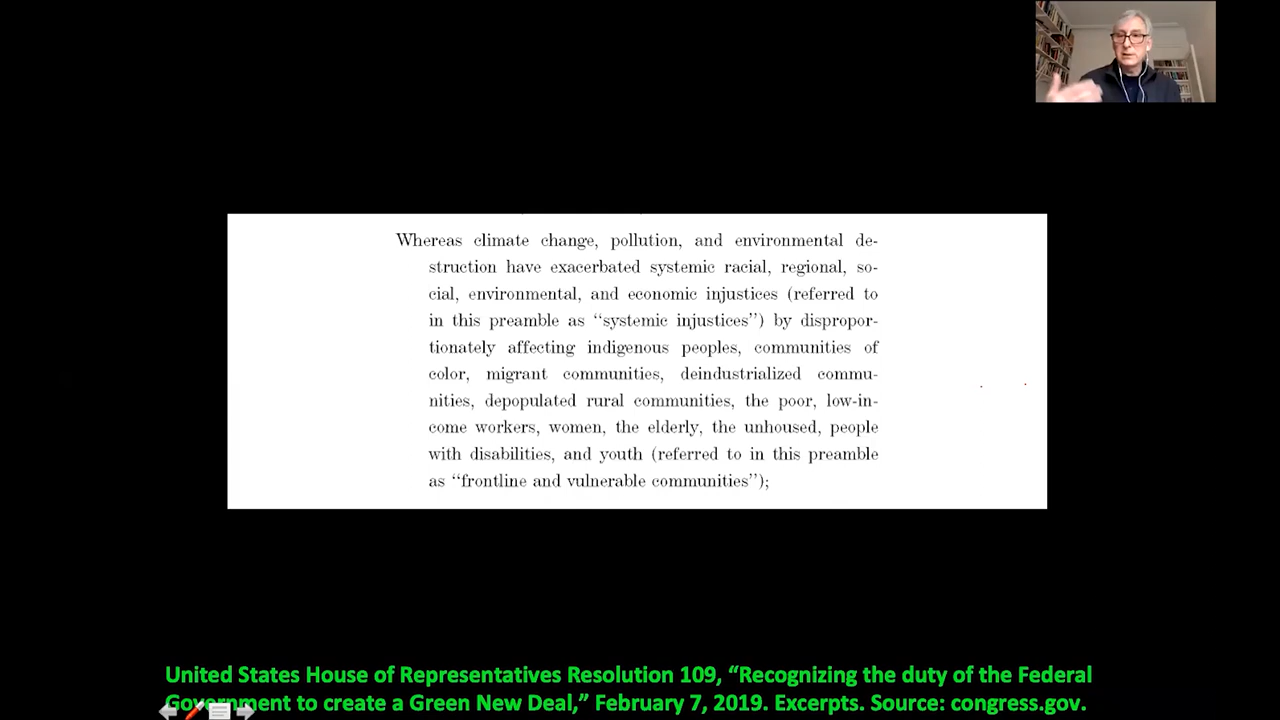 Whereas climate change, pollution, and environmental de-
struction have exacerbated systemic racial, regional, so-
cial, environmental, and economic injustices (referred to
in this preamble as ‘‘systemic injustices’’) by dispropor-
tionately affecting indigenous peoples, communities of
color, migrant communities, deindustrialized commu-
nities, depopulated rural communities, the poor, low-in-
come workers, women, the elderly, the unhoused, people
with disabilities, and youth (referred to in this preamble
as ‘‘frontline and vulnerable communities’’);
United States House of Representatives Resolution 109, “Recognizing the duty of the Federal
Government to create a Green New Deal,” February 7, 2019. Excerpts. Source: congress.gov.